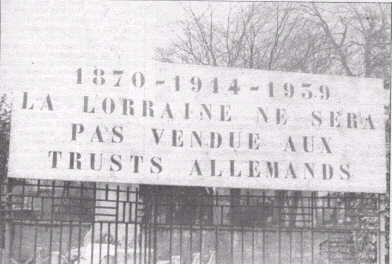 1870-1914-1939
LA LORRAINE NE SERA
PAS VENDUE AUX
TRUSTS ALLEMANDS